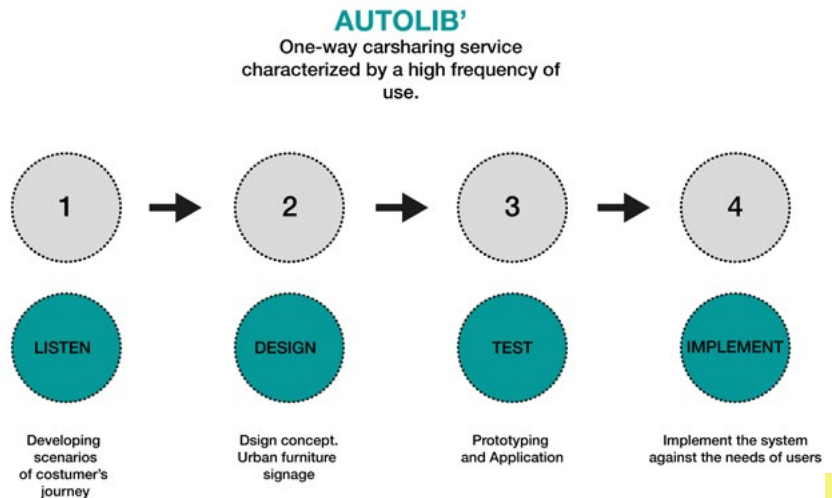 AUTOLIB’
One-way carsharing service
characterized by a high frequency of
use.
1
2
3
4
LISTEN
DESIGN
TEST
IMPLEMENT
Developing
scenarios
of costumer’s
journey
Dsign concept.
Urban furniture
signage
Prototyping
and Application
Implement the system
against the needs of users